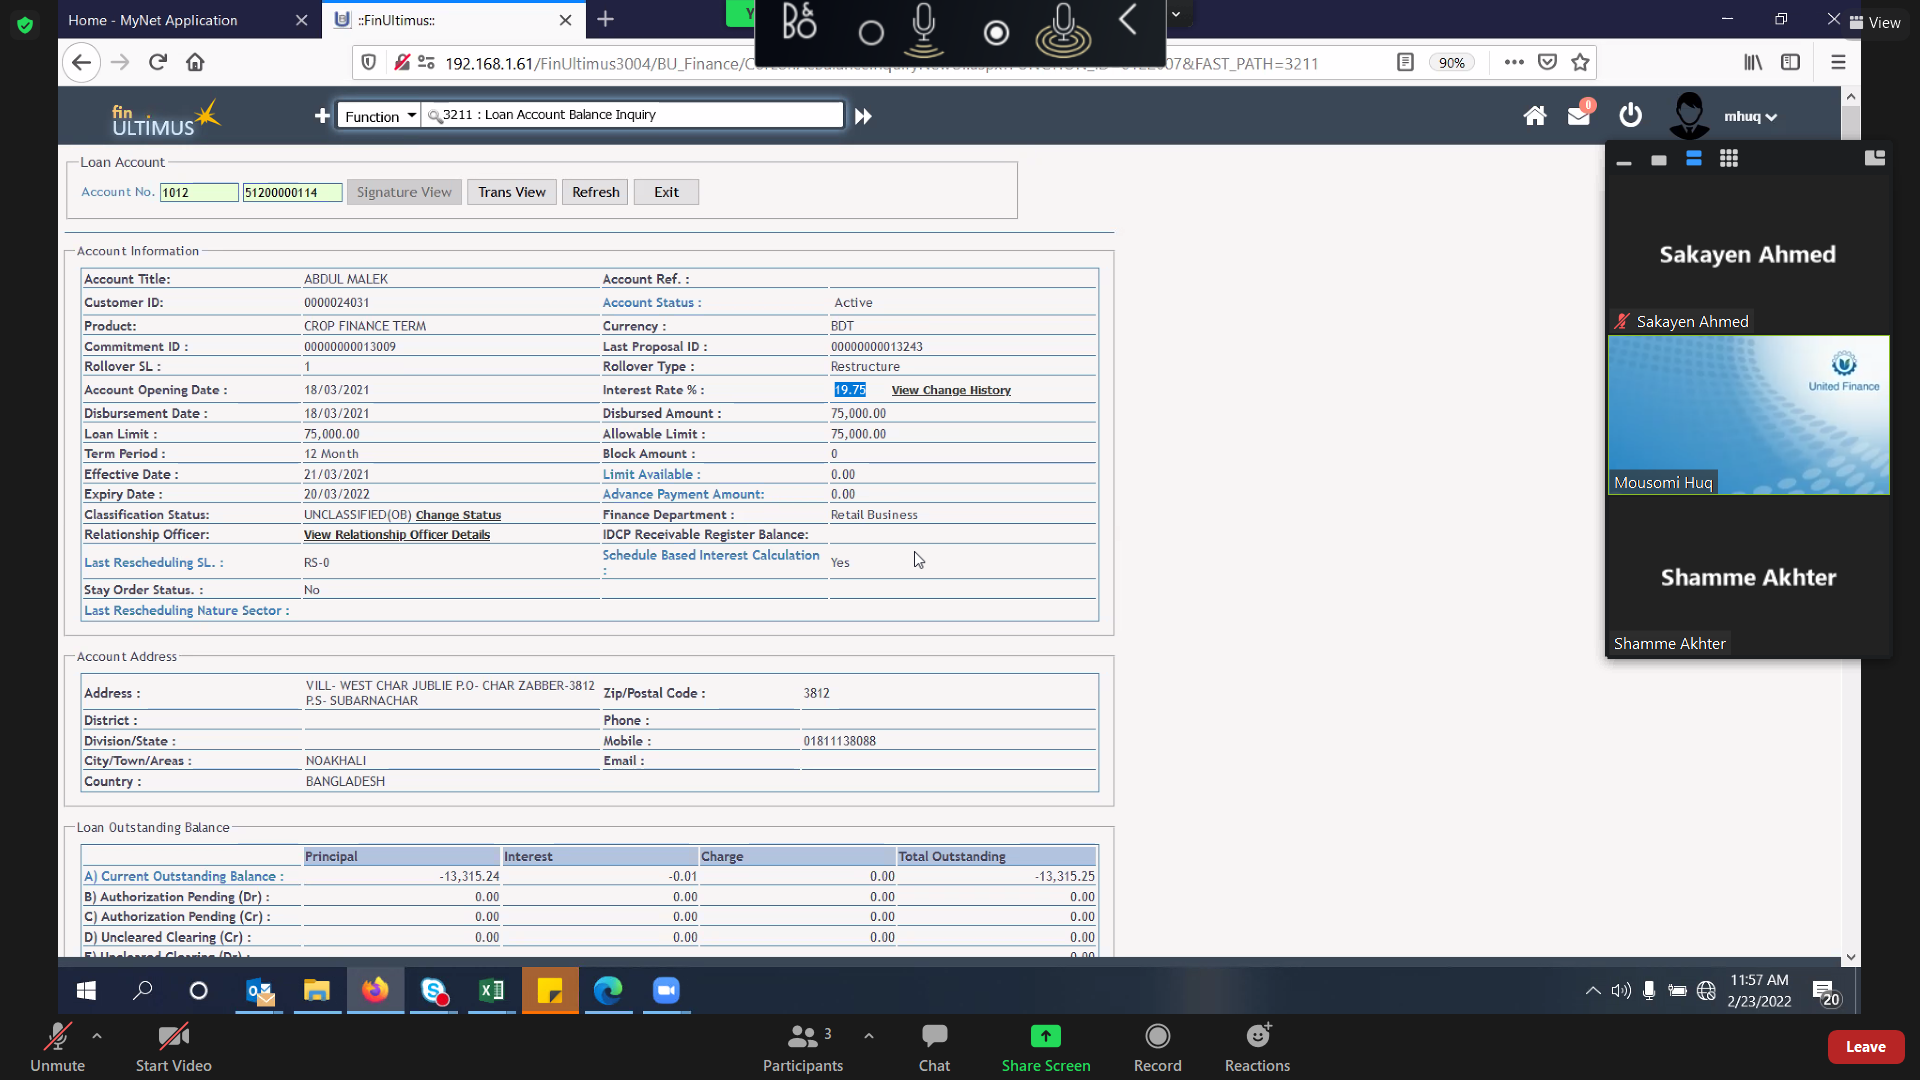 Home - MyNet Application
::FinUltimus::
View
192.168.1.61/FinUltimus3004/BU_Finance/
&FAST_PATH=3211
90%
fin
ULTIMUS
Function
3211 : Loan Account Balance Inquiry
0
mhuq
Loan Account
Account No. 1012 51200000114 Signature View Trans View Refresh Exit
Account Information
Account Title: ABDUL MALEK Account Ref. :
Customer ID: 0000024031 Account Status : Active
Product: CROP FINANCE TERM Currency : BDT
Commitment ID : 00000000013009 Last Proposal ID : 00000000013243
Rollover SL : 1 Rollover Type : Restructure
Account Opening Date : 18/03/2021 Interest Rate % : 19.75 View Change History
Disbursement Date : 18/03/2021 Disbursed Amount : 75,000.00
Loan Limit : 75,000.00 Allowable Limit : 75,000.00
Term Period : 12 Month Block Amount : 0
Effective Date : 21/03/2021 Limit Available : 0.00
Expiry Date : 20/03/2022 Advance Payment Amount: 0.00
Classification Status: UNCLASSIFIED(OB) Change Status Finance Department : Retail Business
Relationship Officer: View Relationship Officer Details IDCP Receivable Register Balance:
Last Rescheduling SL. : RS-0 Schedule Based Interest Calculation : Yes
Stay Order Status. : No
Last Rescheduling Nature Sector :
Account Address
Address : VILL- WEST CHAR JUBLIE P.O- CHAR ZABBER-3812 Zip/Postal Code : 3812
P.S- SUBARNACHAR
District : Phone :
Division/State : Mobile : 01811138088
City/Town/Areas : NOAKHALI Email :
Country : BANGLADESH
Loan Outstanding Balance
Principal Interest Charge Total Outstanding
A) Current Outstanding Balance : -13,315.24 -0.01 0.00 -13,315.25
B) Authorization Pending (Dr) : 0.00 0.00 0.00 0.00
C) Authorization Pending (Cr) : 0.00 0.00 0.00 0.00
D) Uncleared Clearing (Cr) : 0.00 0.00 0.00 0.00
Sakayen Ahmed
Sakayen Ahmed
United Finance
Mousomi Huq
Shamme Akhter
Shamme Akhter
11:57 AM
2/23/2022
20
Unmute
Start Video
Participants 3
Chat
Share Screen
Record
Reactions
Leave